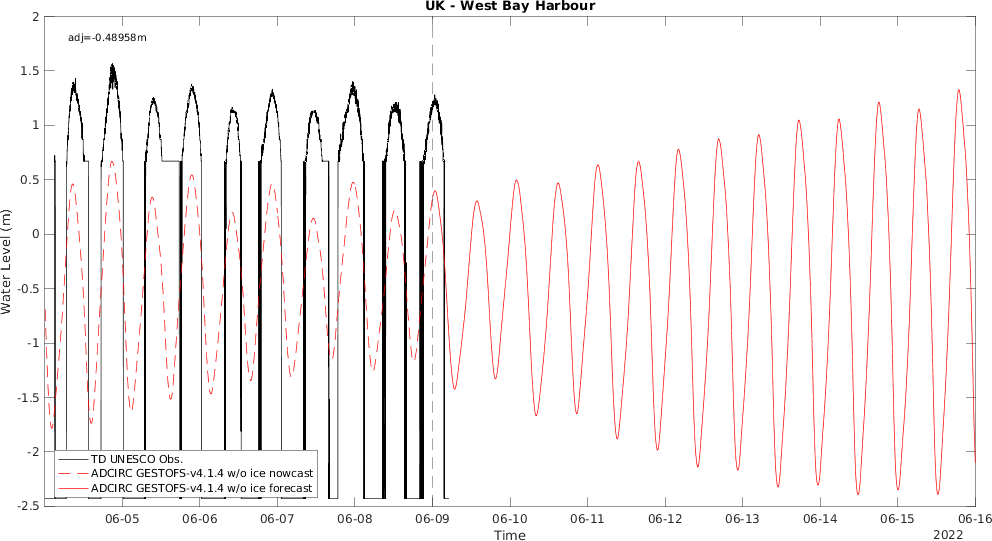 UK - West Bay Harbour
adj=-0.48958m
2
1.5
1
0.5
0
-0.5
-1
-1.5
-2
-2.5
Water Level (m)
TD UNESCO Obs.
ADCIRC GESTOFS-v4.1.4 w/o ice nowcast
ADCIRC GESTOFS-v4.1.4 w/o ice forecast
06-05 06-06 06-07 06-08 06-09 06-10 06-11 06-12 06-13 06-14 06-15 06-16
Time
2022